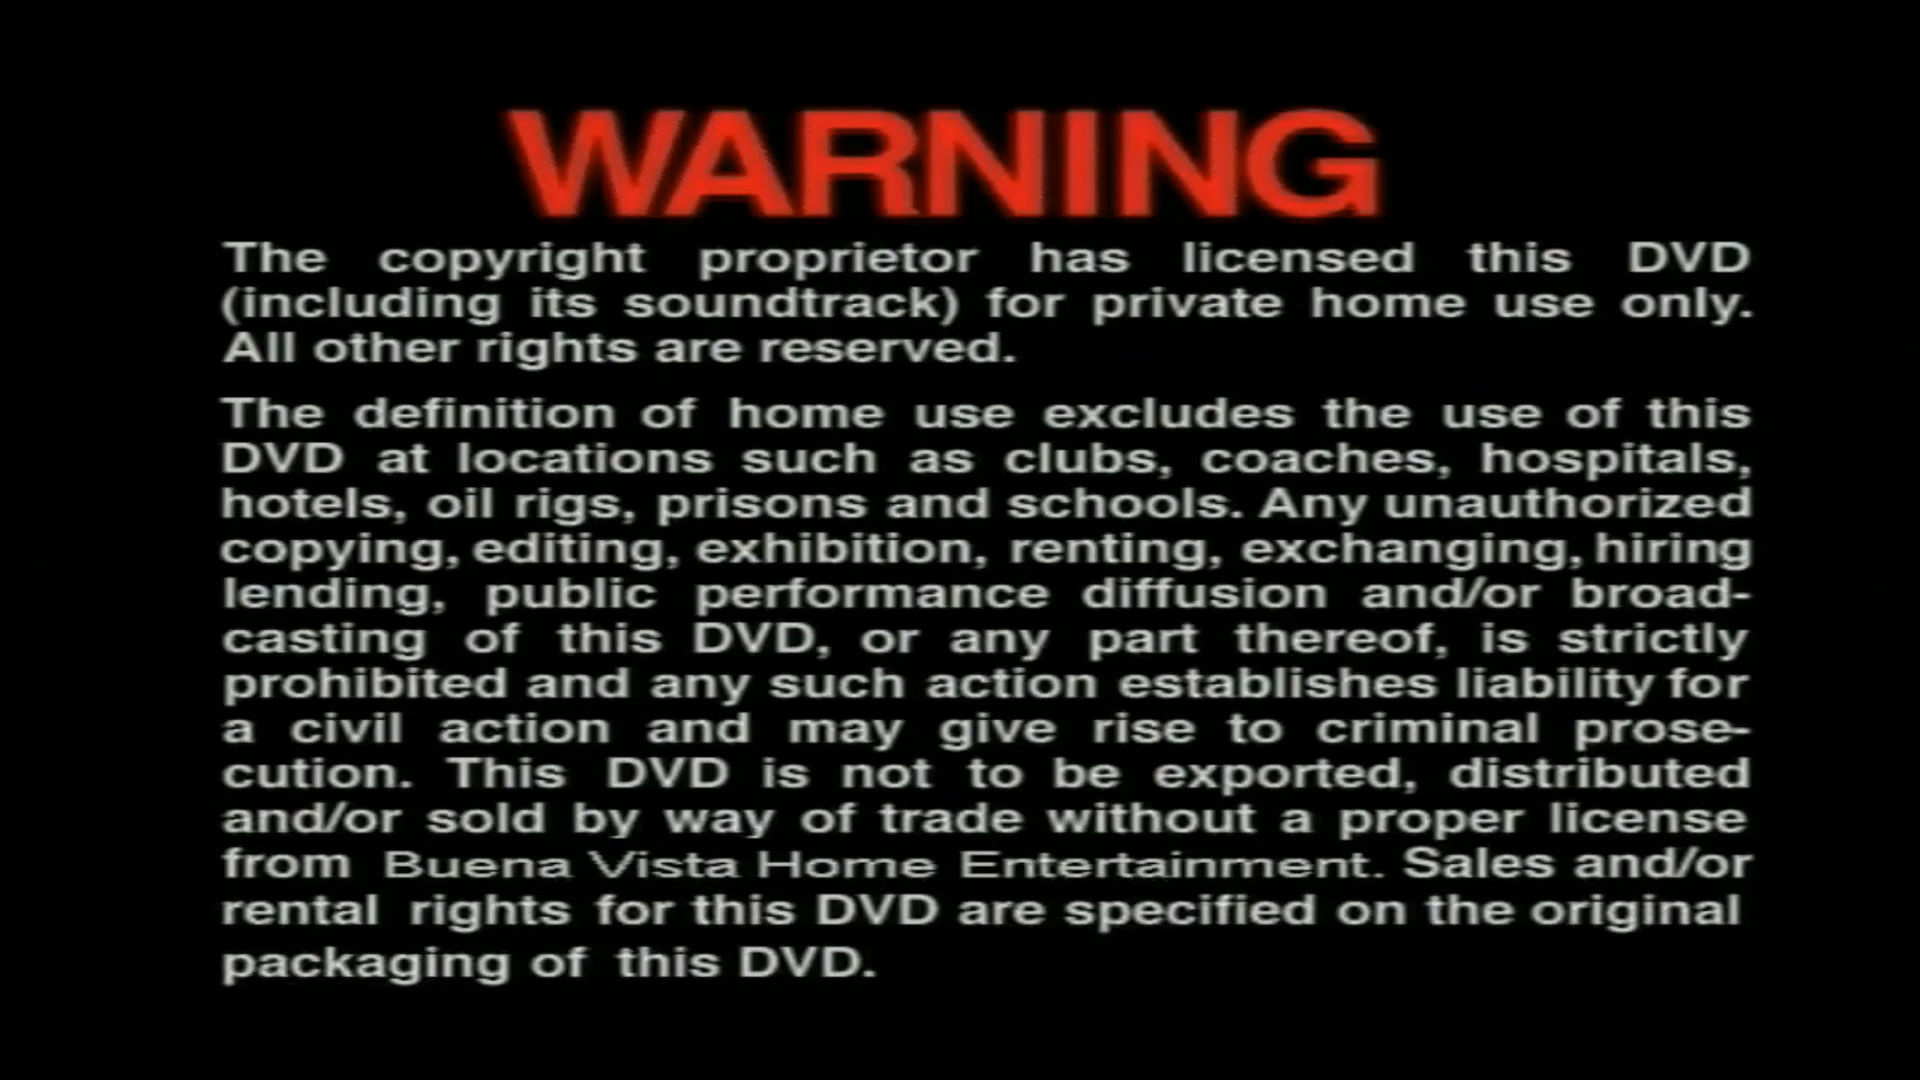 WARNING
The copyright proprietor has licensed this DVD
(including its soundtrack) for private home use only.
All other rights are reserved.
The definition of home use excludes the use of this
DVD at locations such as clubs, coaches, hospitals,
hotels, oil rigs, prisons and schools. Any unauthorized
copying, editing, exhibition, renting, exchanging, hiring
lending, public performance diffusion and/or broad-
casting of this DVD, or any part thereof, is strictly
prohibited and any such action establishes liability for
a civil action and may give rise to criminal prose-
cution. This DVD is not to be exported, distributed
and/or sold by way of trade without a proper license
from Buena Vista Home Entertainment. Sales and/or
rental rights for this DVD are specified on the original
packaging of this DVD.